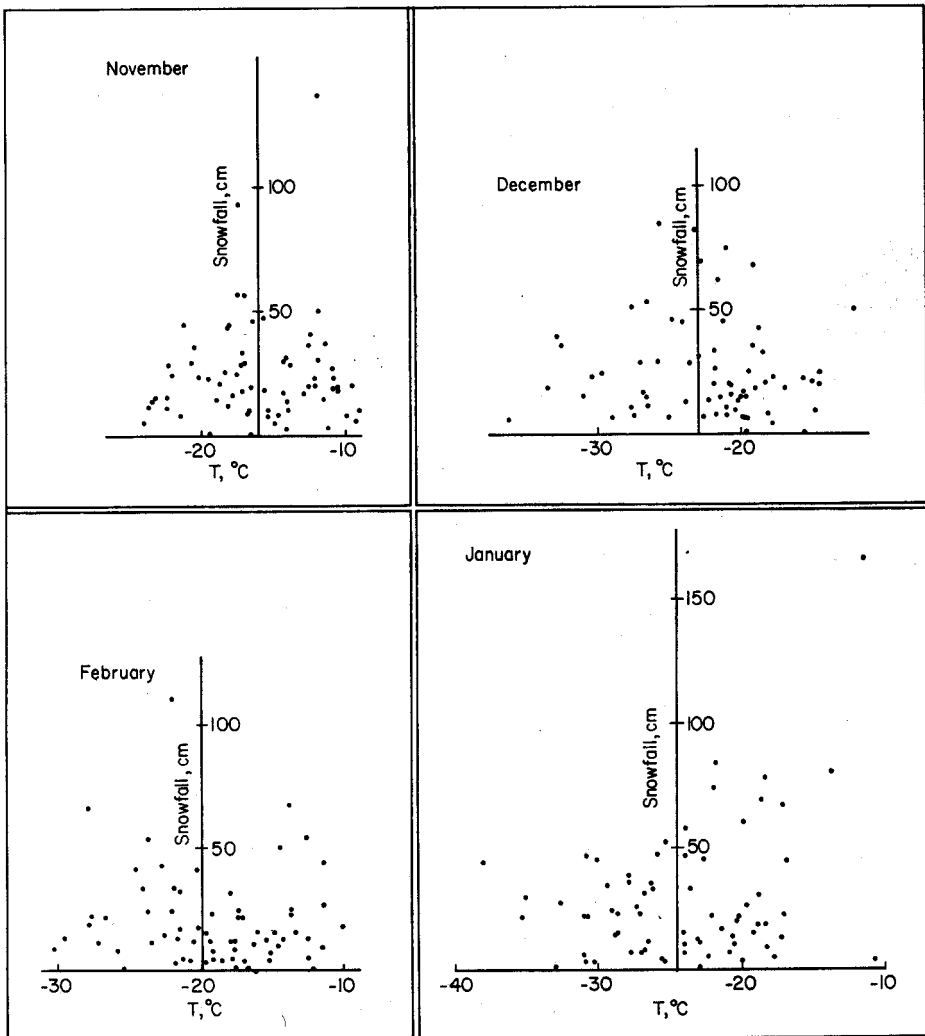 November
Snowfall, cm
100
50
-20
-10
T, °C
December
Snowfall, cm
100
50
-30
-20
T, °C
February
Snowfall, cm
100
50
-30
-20
-10
T, °C
January
Snowfall, cm
150
100
50
-40
-30
-20
-10
T, °C